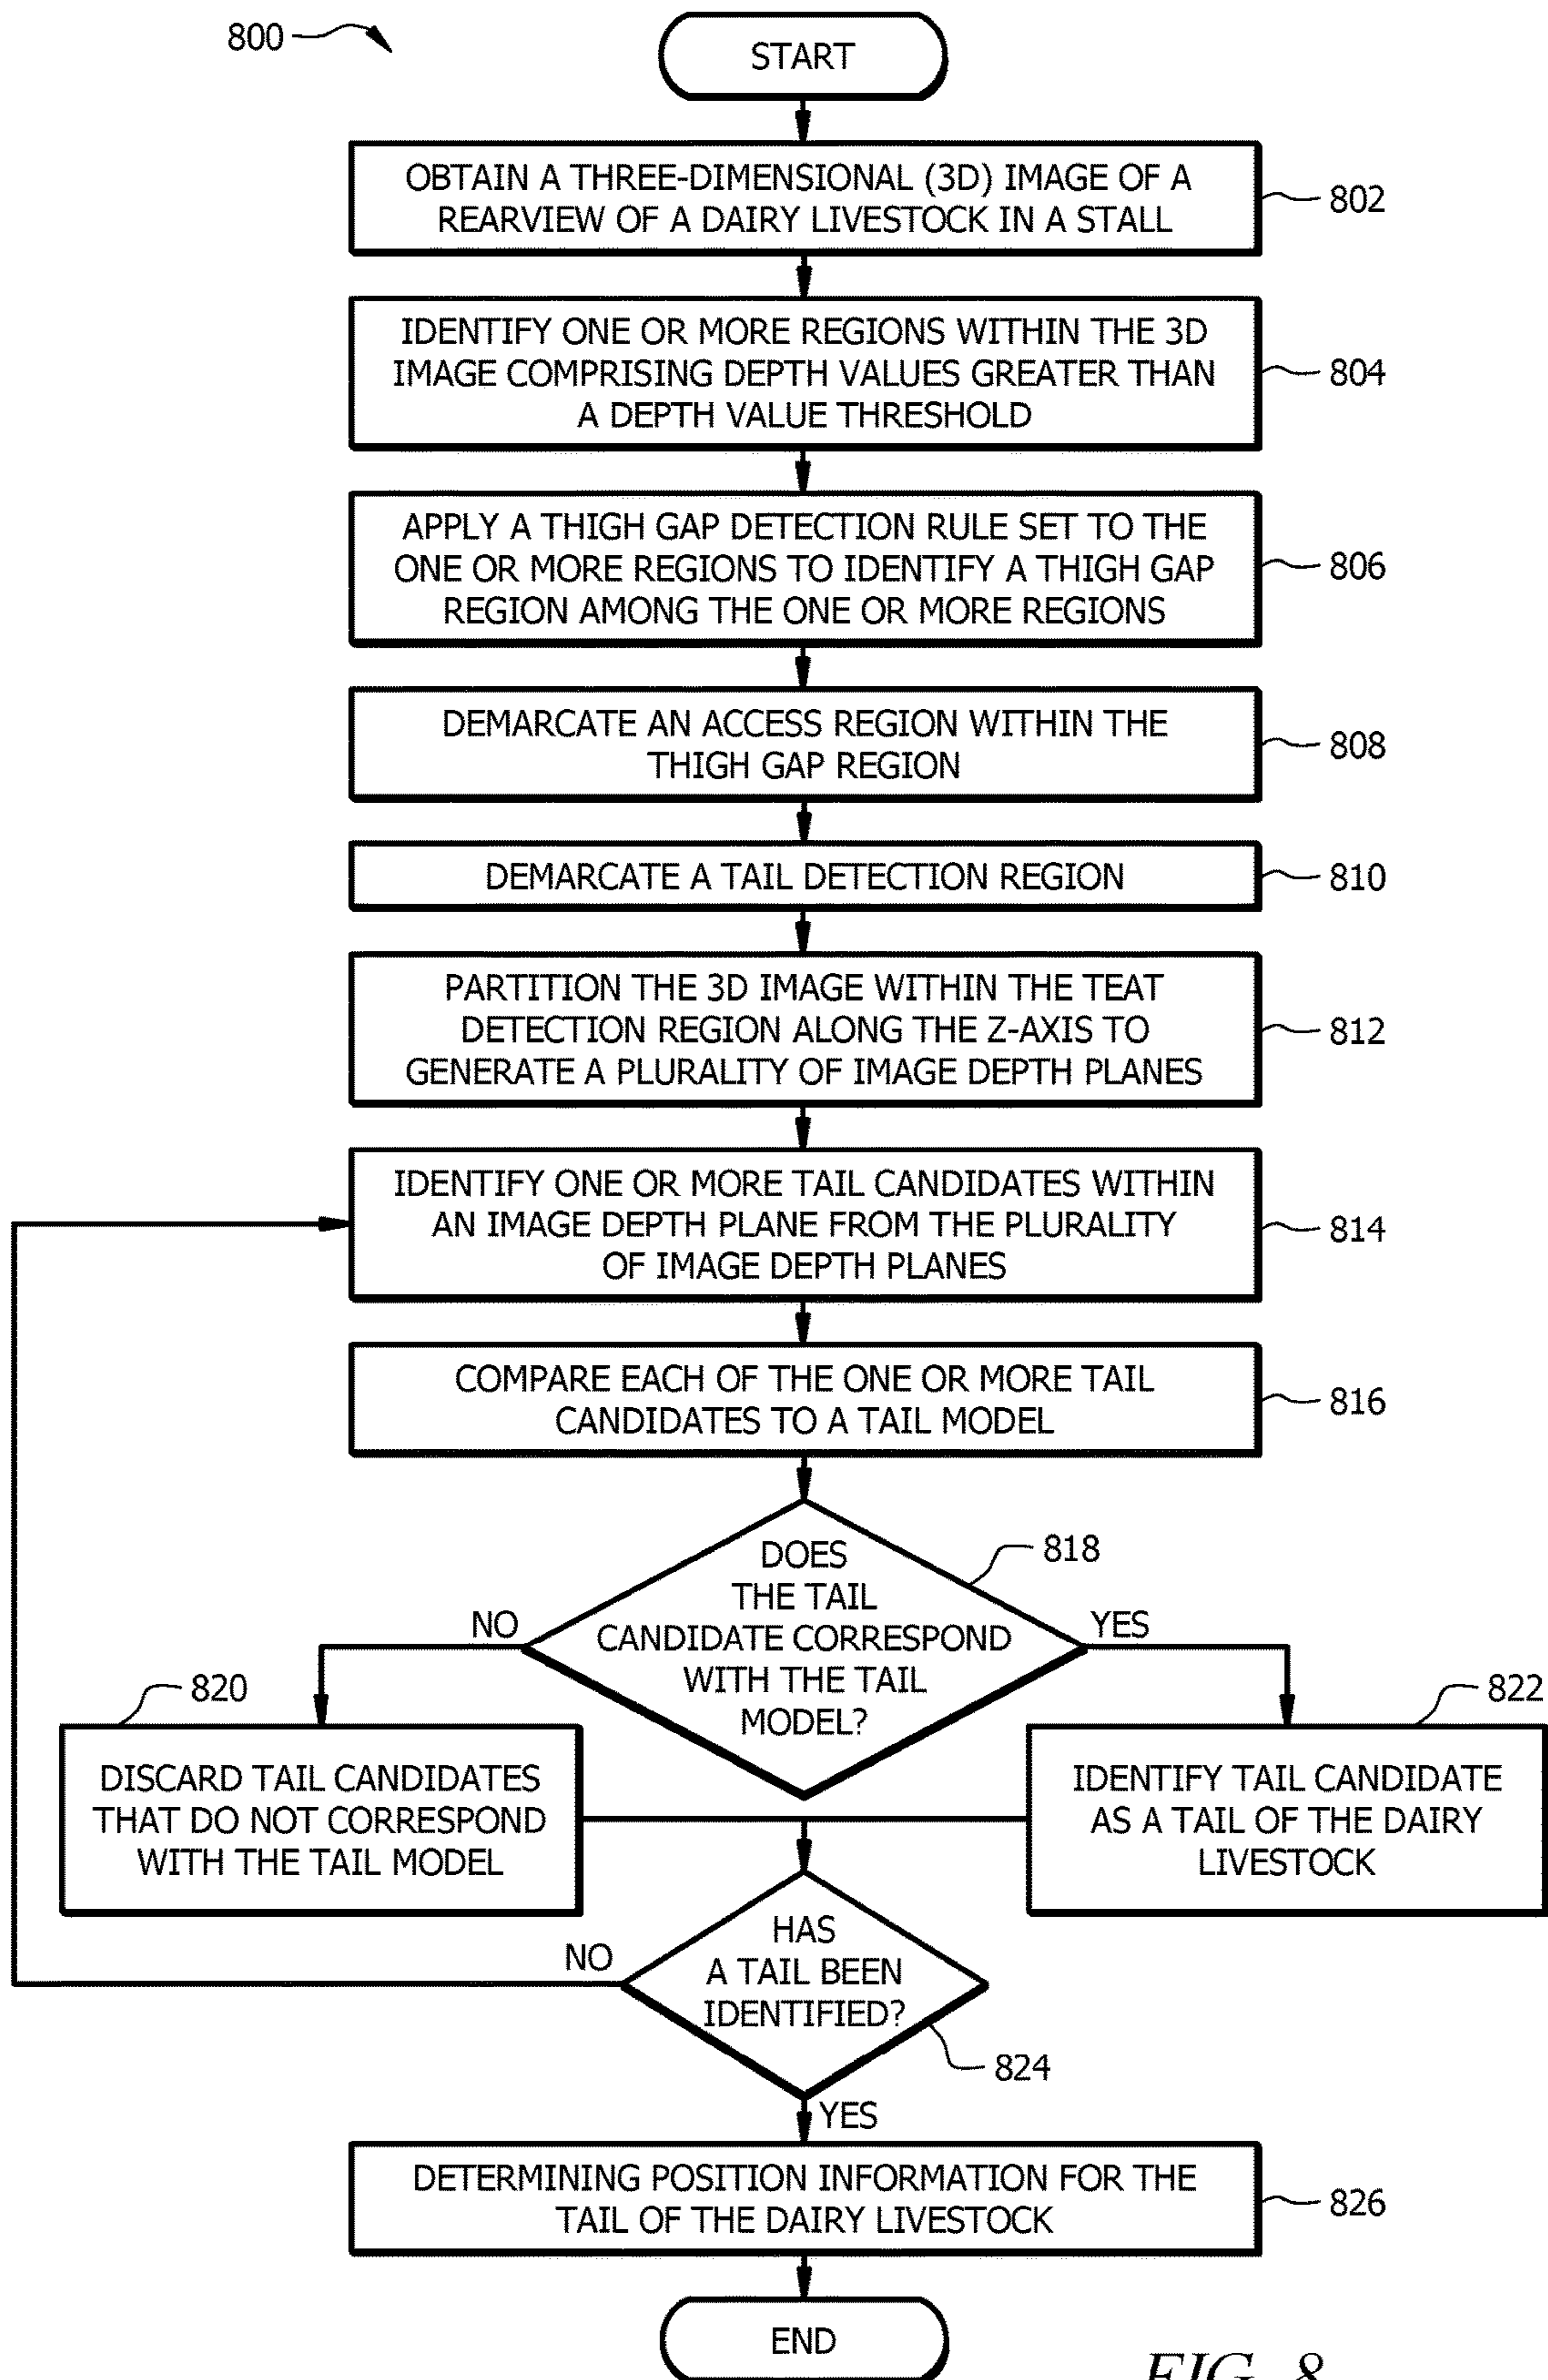 800
START
OBTAIN A THREE-DIMENSIONAL (3D) IMAGE OF A
REARVIEW OF A DAIRY LIVESTOCK IN A STALL
802
IDENTIFY ONE OR MORE REGIONS WITHIN THE 3D
IMAGE COMPRISING DEPTH VALUES GREATER THAN
A DEPTH VALUE THRESHOLD
804
APPLY A THIGH GAP DETECTION RULE SET TO THE
ONE OR MORE REGIONS TO IDENTIFY A THIGH GAP
REGION AMONG THE ONE OR MORE REGIONS
806
DEMARCATE AN ACCESS REGION WITHIN THE
THIGH GAP REGION
808
DEMARCATE A TAIL DETECTION REGION
810
PARTITION THE 3D IMAGE WITHIN THE TEAT
DETECTION REGION ALONG THE Z-AXIS TO
GENERATE A PLURALITY OF IMAGE DEPTH PLANES
812
IDENTIFY ONE OR MORE TAIL CANDIDATES WITHIN
AN IMAGE DEPTH PLANE FROM THE PLURALITY
OF IMAGE DEPTH PLANES
814
COMPARE EACH OF THE ONE OR MORE TAIL
CANDIDATES TO A TAIL MODEL
816
DOES
THE TAIL
CANDIDATE CORRESPOND
WITH THE TAIL
MODEL?
818
NO
YES
820
DISCARD TAIL CANDIDATES
THAT DO NOT CORRESPOND
WITH THE TAIL MODEL
822
IDENTIFY TAIL CANDIDATE
AS A TAIL OF THE DAIRY
LIVESTOCK
HAS
A TAIL BEEN
IDENTIFIED?
824
NO
YES
DETERMINING POSITION INFORMATION FOR THE
TAIL OF THE DAIRY LIVESTOCK
826
END
FIG. 8